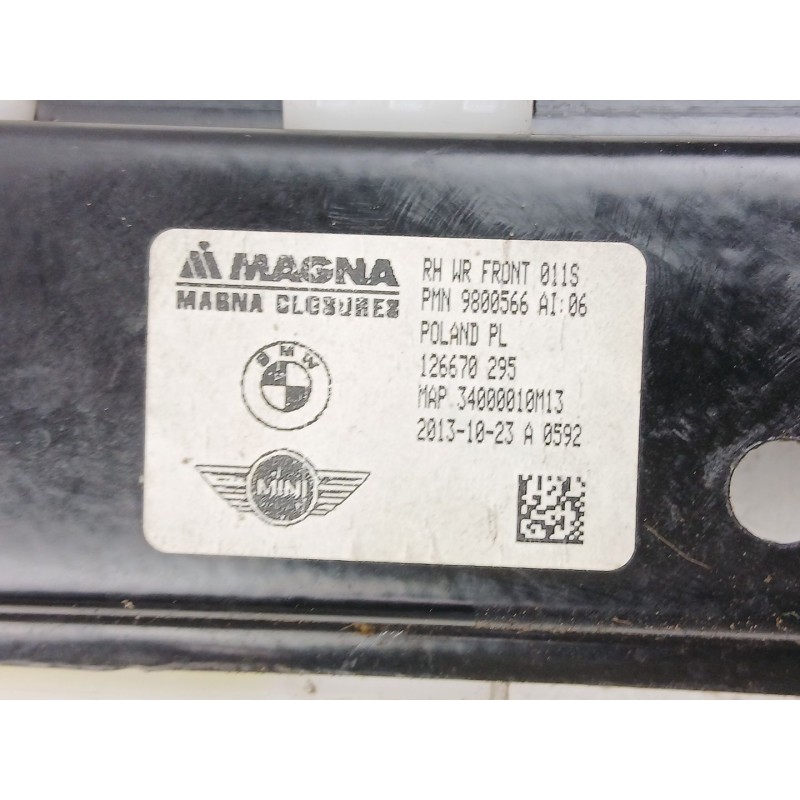 MAGNA
MAGNA CLOSURES
BMW
MINI
RH WR FRONT 011S
PMN 9800566 AI:06
POLAND PL
126670 295
MAP 34000010M13
2013-10-23 A 0592